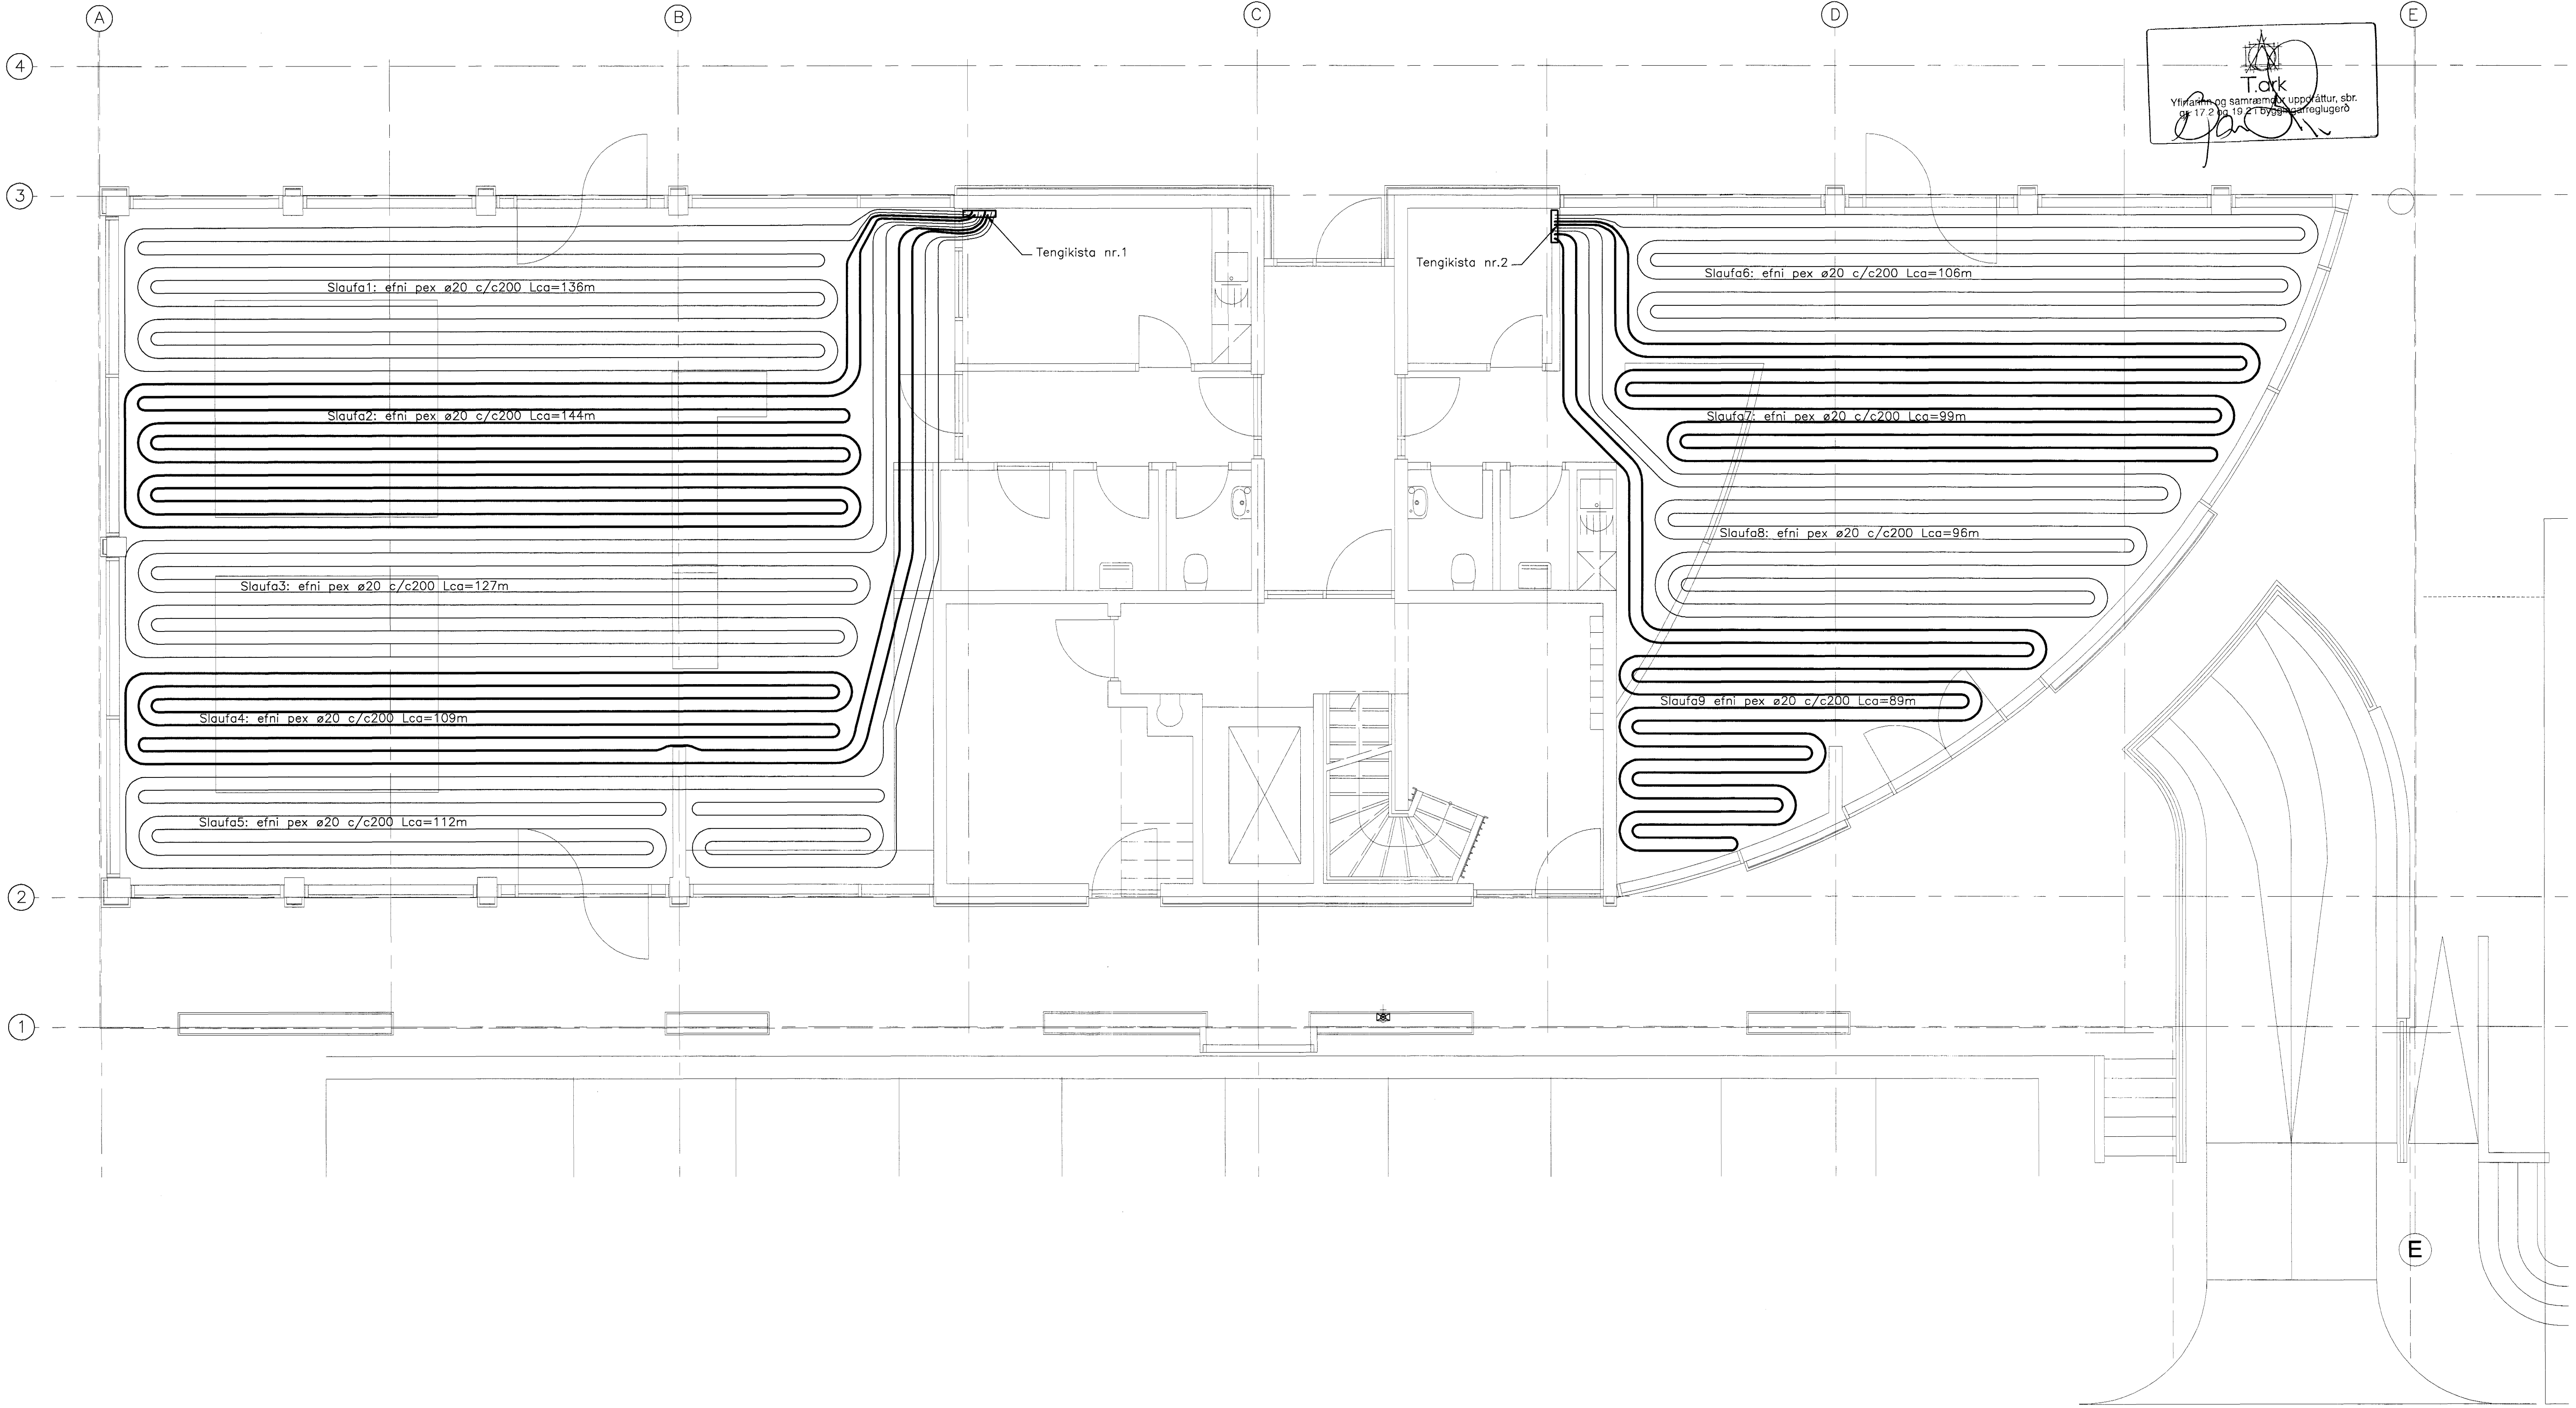 A
B
C
D
E
4
T.ark
Yfirfarinn og samræmdur uppdráttur, sbr.
gr. 17.2 og 19.2 í byggingarreglugerð
3
Tengikista nr.1
Tengikista nr.2
Slaufa1: efni pex ø20 c/c200 Lca=136m
Slaufa6: efni pex ø20 c/c200 Lca=106m
Slaufa2: efni pex ø20 c/c200 Lca=144m
Slaufa7: efni pex ø20 c/c200 Lca=99m
Slaufa8: efni pex ø20 c/c200 Lca=96m
Slaufa3: efni pex ø20 c/c200 Lca=127m
Slaufa9 efni pex ø20 c/c200 Lca=89m
Slaufa4: efni pex ø20 c/c200 Lca=109m
Slaufa5: efni pex ø20 c/c200 Lca=112m
2
1
E